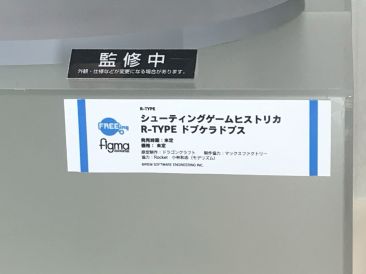 監修中
外観・仕様などが変更になる場合があります。
R-TYPE
シューティングゲームヒストリカ
R-TYPE ドブケラドプス
発売時期：未定
価格：未定
原型制作：ドラゴンクラフト 制作協力：マックスファクトリー
FREEing
figma